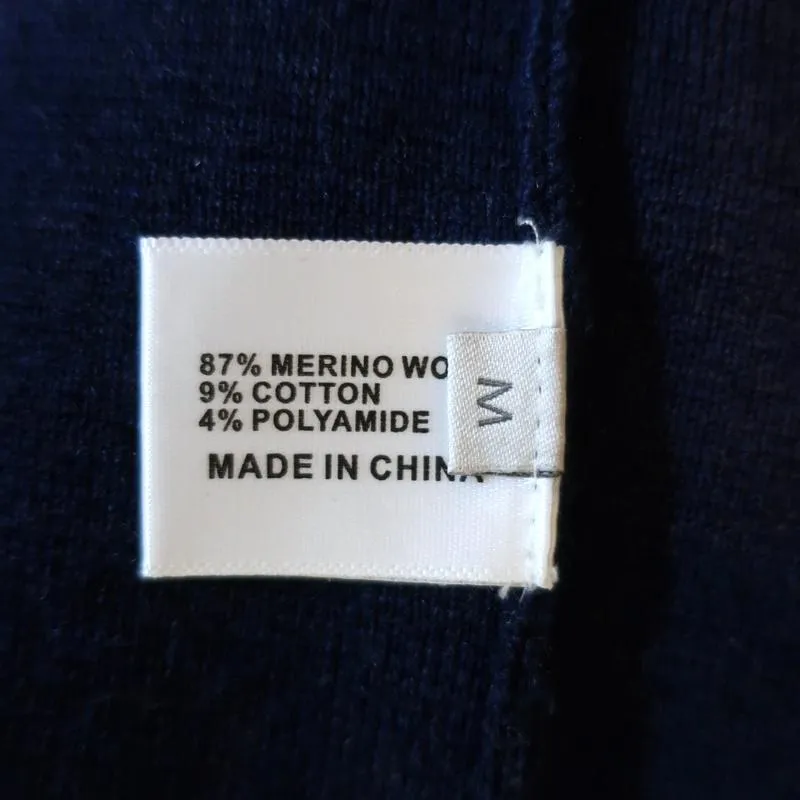 87% MERINO WO
9% COTTON
4% POLYAMIDE
MADE IN CHINA
M